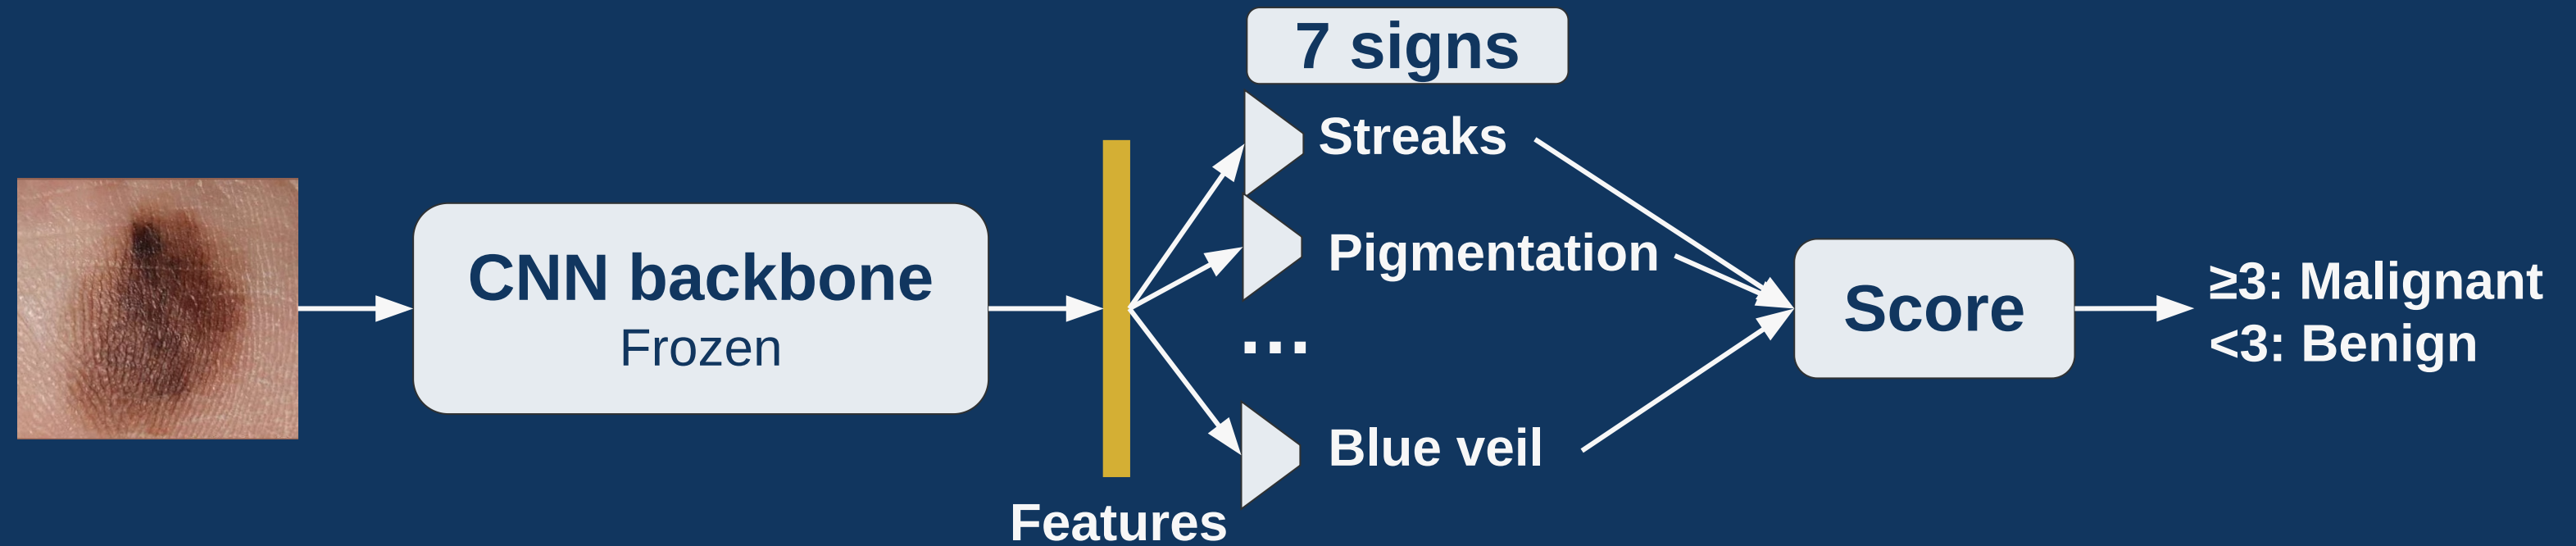 7 signs
Streaks
CNN backbone
Frozen
Pigmentation
...
Blue veil
Features
Score
≥3: Malignant
<3: Benign